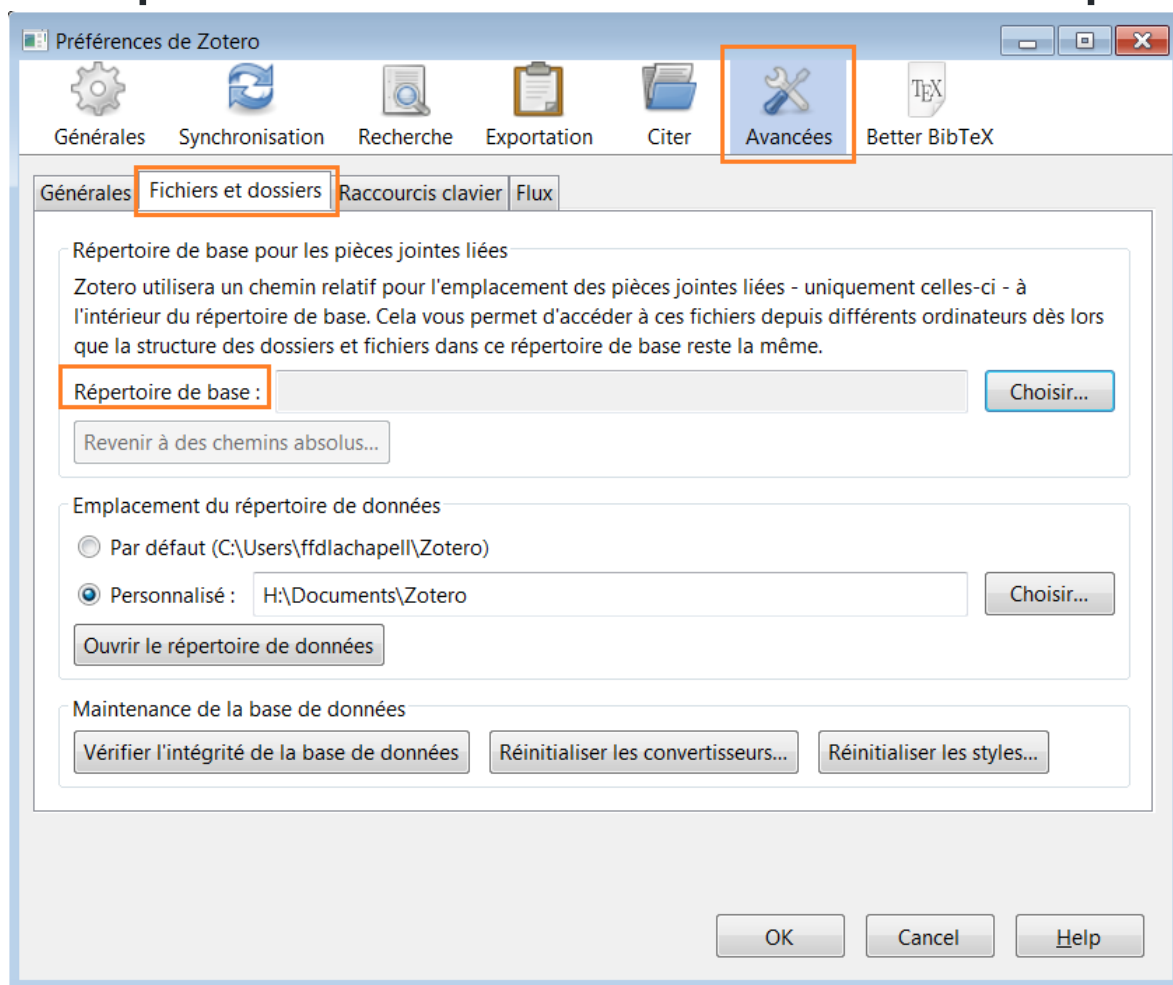 Préférences de Zotero
Générales Synchronisation Recherche Exportation Citer Avancées Better BibTeX
TEX
Générales Fichiers et dossiers Raccourcis clavier Flux
Répertoire de base pour les pièces jointes liées
Zotero utilisera un chemin relatif pour l'emplacement des pièces jointes liées - uniquement celles-ci - à
l'intérieur du répertoire de base. Cela vous permet d'accéder à ces fichiers depuis différents ordinateurs dès lors
que la structure des dossiers et fichiers dans ce répertoire de base reste la même.
Répertoire de base : Choisir...
Revenir à des chemins absolus...
Emplacement du répertoire de données
Par défaut (C:\Users\ffdlachapell\Zotero)
Personnalisé : H:\Documents\Zotero Choisir...
Ouvrir le répertoire de données
Maintenance de la base de données
Vérifier l'intégrité de la base de données Réinitialiser les convertisseurs... Réinitialiser les styles...
OK Cancel Help